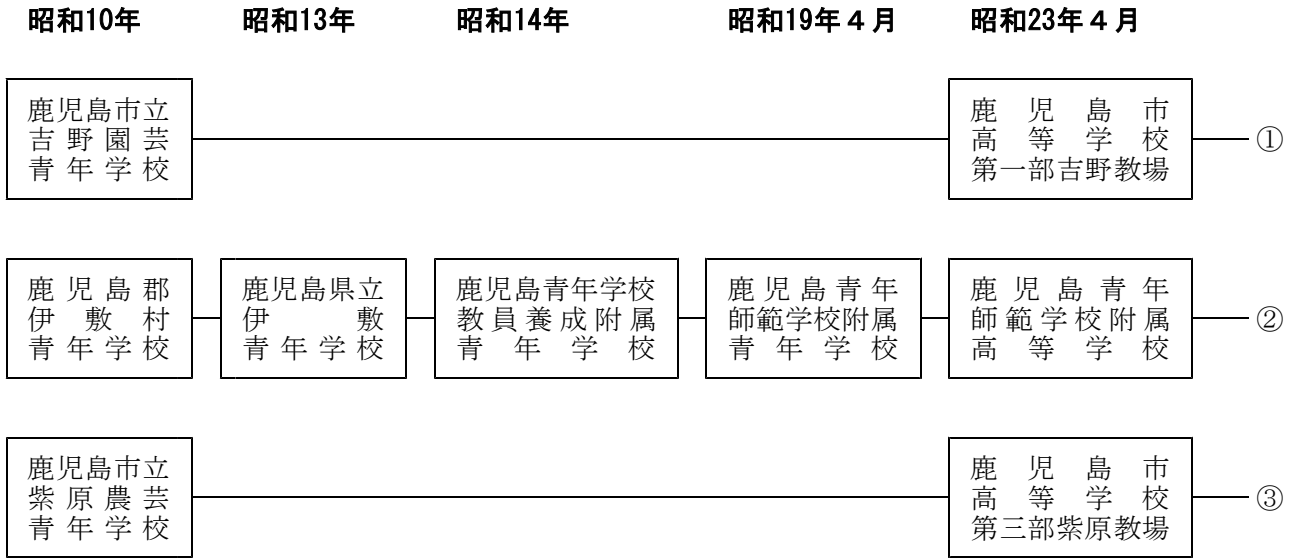 昭和10年 昭和13年 昭和14年 昭和19年４月 昭和23年４月
鹿児島市立
吉野園芸
青年学校
鹿児島市
高等学校
第一部吉野教場
①
鹿児島郡
伊敷村
青年学校
鹿児島県立
伊敷
青年学校
鹿児島青年学校
教員養成附属
青年学校
鹿児島青年
師範学校附属
青年学校
鹿児島青年
師範学校附属
高等学校
②
鹿児島市立
紫原農芸
青年学校
鹿児島市
高等学校
第三部紫原教場
③